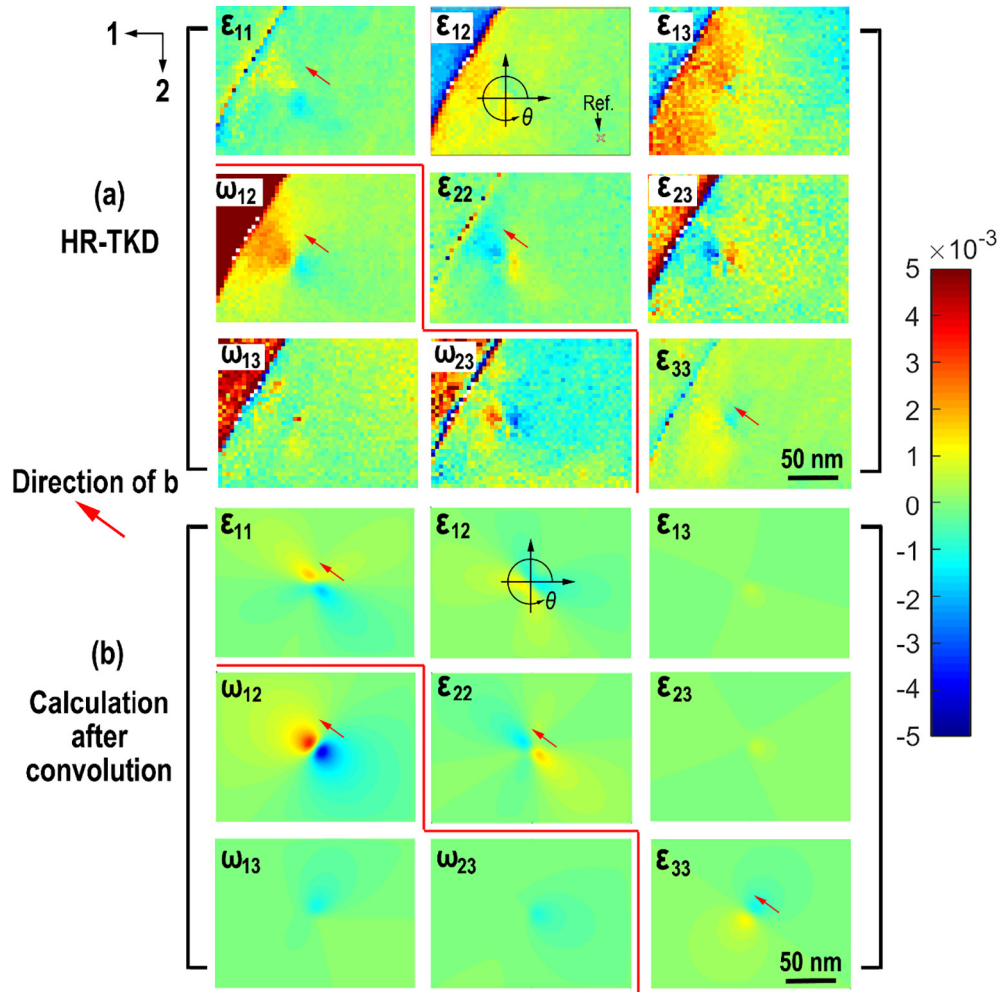 1
2
ε11
ε12
ε13
θ
Ref.
(a)
HR-TKD
ω12
ε22
ε23
×10⁻³
5
4
3
2
1
0
-1
-2
-3
-4
-5
ω13
ω23
ε33
50 nm
Direction of b
ε11
ε12
ε13
θ
(b)
Calculation
after
convolution
ω12
ε22
ε23
ω13
ω23
ε33
50 nm